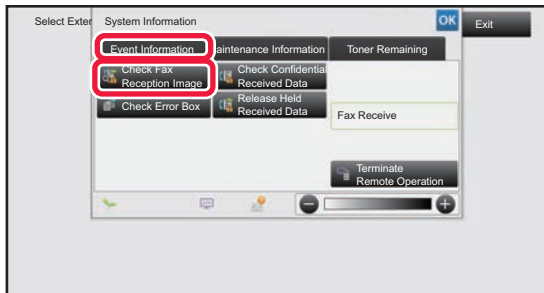 Select Exter
System Information
OK
Exit
Event Information
aintenance Information
Toner Remaining
Check Fax
Reception Image
Check Confidential
Received Data
Check Error Box
Release Held
Received Data
Fax Receive
Terminate
Remote Operation